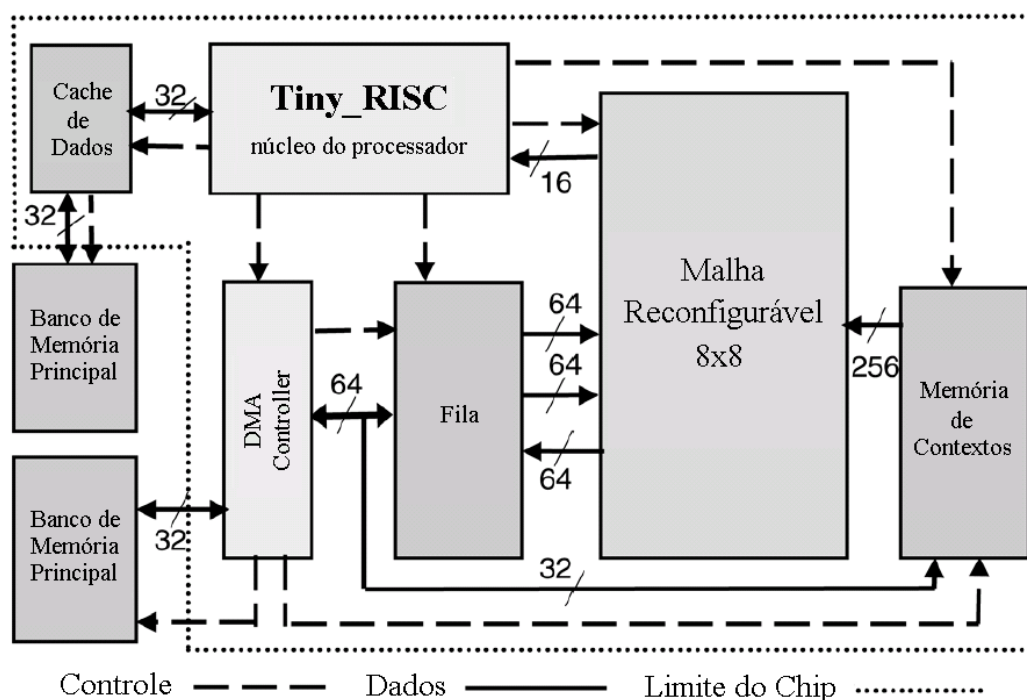 Cache
de
Dados
32
Tiny_RISC
núcleo do processador
16
32
Banco de
Memória
Principal
DMA
Controller
64
Fila
64
64
64
Malha
Reconfigurável
8x8
256
Memória
de
Contextos
Banco de
Memória
Principal
32
32
Controle
Dados
Limite do Chip